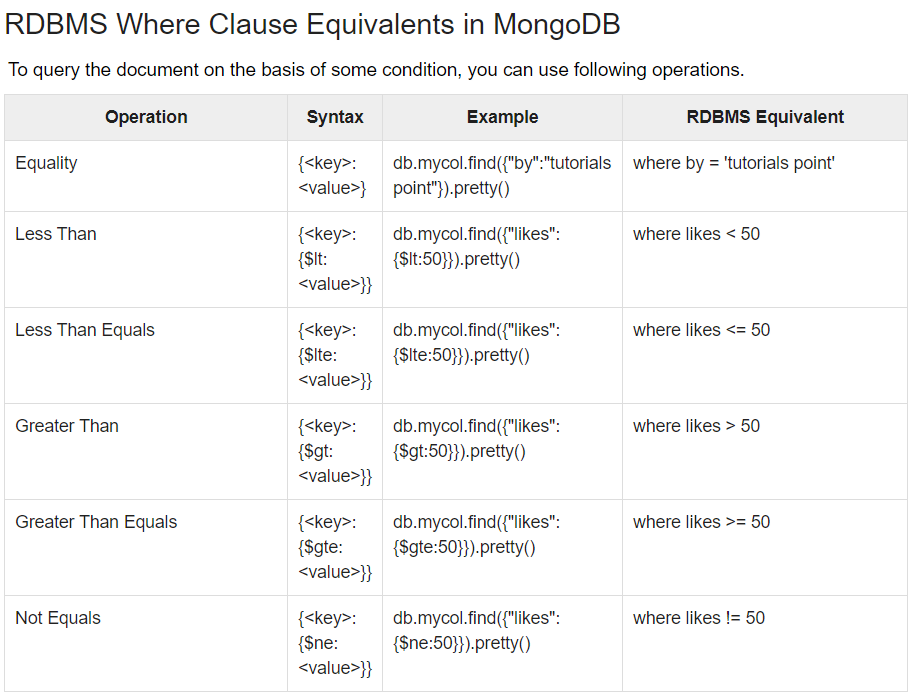 RDBMS Where Clause Equivalents in MongoDB
To query the document on the basis of some condition, you can use following operations.
Operation Syntax Example RDBMS Equivalent
Equality {<key>: db.mycol.find({"by":"tutorials where by = 'tutorials point'
<value>} point"}).pretty()
Less Than {<key>: db.mycol.find({"likes": where likes < 50
{$lt: {$lt:50}}).pretty()
<value>}}
Less Than Equals {<key>: db.mycol.find({"likes": where likes <= 50
{$lte: {$lte:50}}).pretty()
<value>}}
Greater Than {<key>: db.mycol.find({"likes": where likes > 50
{$gt: {$gt:50}}).pretty()
<value>}}
Greater Than Equals {<key>: db.mycol.find({"likes": where likes >= 50
{$gte: {$gte:50}}).pretty()
<value>}}
Not Equals {<key>: db.mycol.find({"likes": where likes != 50
{$ne: {$ne:50}}).pretty()
<value>}}